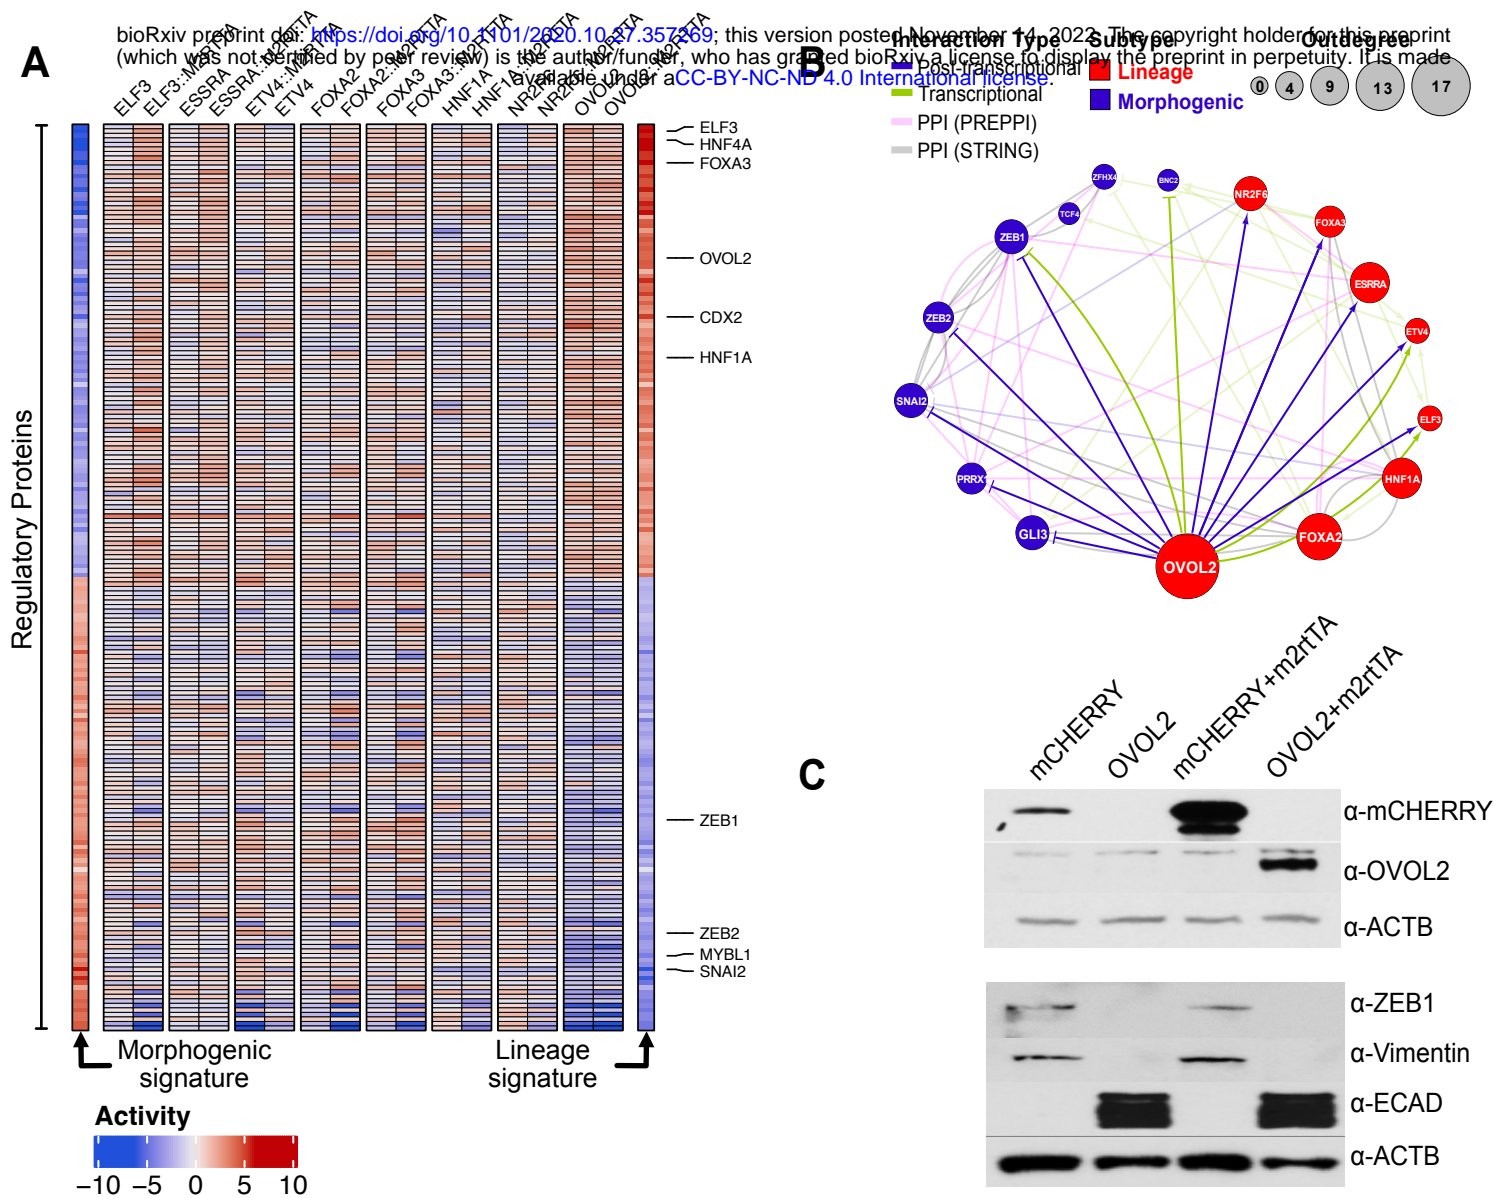 bioRxiv preprint doi: https://doi.org/10.1101/2020.10.27.357269; this version posted November 14, 2022. The copyright holder for this preprint
(which was not certified by peer review) is the author/funder, who has granted bioRxiv a license to display the preprint in perpetuity. It is made
available under aCC-BY-NC-ND 4.0 International license.
A
ELF3
ELF3::M2RTTA
ESSRA
ESSRA::M2RTTA
ETV4::M2RTTA
ETV4
FOXA2
FOXA2::M2RTTA
FOXA3
FOXA3::M2RTTA
HNF1A
HNF1A::M2RTTA
NR2F6::M2RTTA
NR2F6
OVOL2
OVOL2::M2RTTA
Regulatory Proteins
ELF3
HNF4A
FOXA3
OVOL2
CDX2
HNF1A
ZEB1
ZEB2
MYBL1
SNAI2
Morphogenic
signature
Lineage
signature
Activity
−10 −5 0 5 10
B
Interaction Type
Post-transcriptional
Transcriptional
PPI (PREPPI)
PPI (STRING)
Subtype
Lineage
Morphogenic
Outdegree
0 4 9 13 17
ZFHX4
BNC2
NR2F6
TCF4
FOXA3
ZEB1
ESRRA
ZEB2
ETV4
SNAI2
ELF3
PRRX1
HNF1A
GLI3
FOXA2
OVOL2
C
mCHERRY
OVOL2
mCHERRY+m2rtTA
OVOL2+m2rtTA
α-mCHERRY
α-OVOL2
α-ACTB
α-ZEB1
α-Vimentin
α-ECAD
α-ACTB